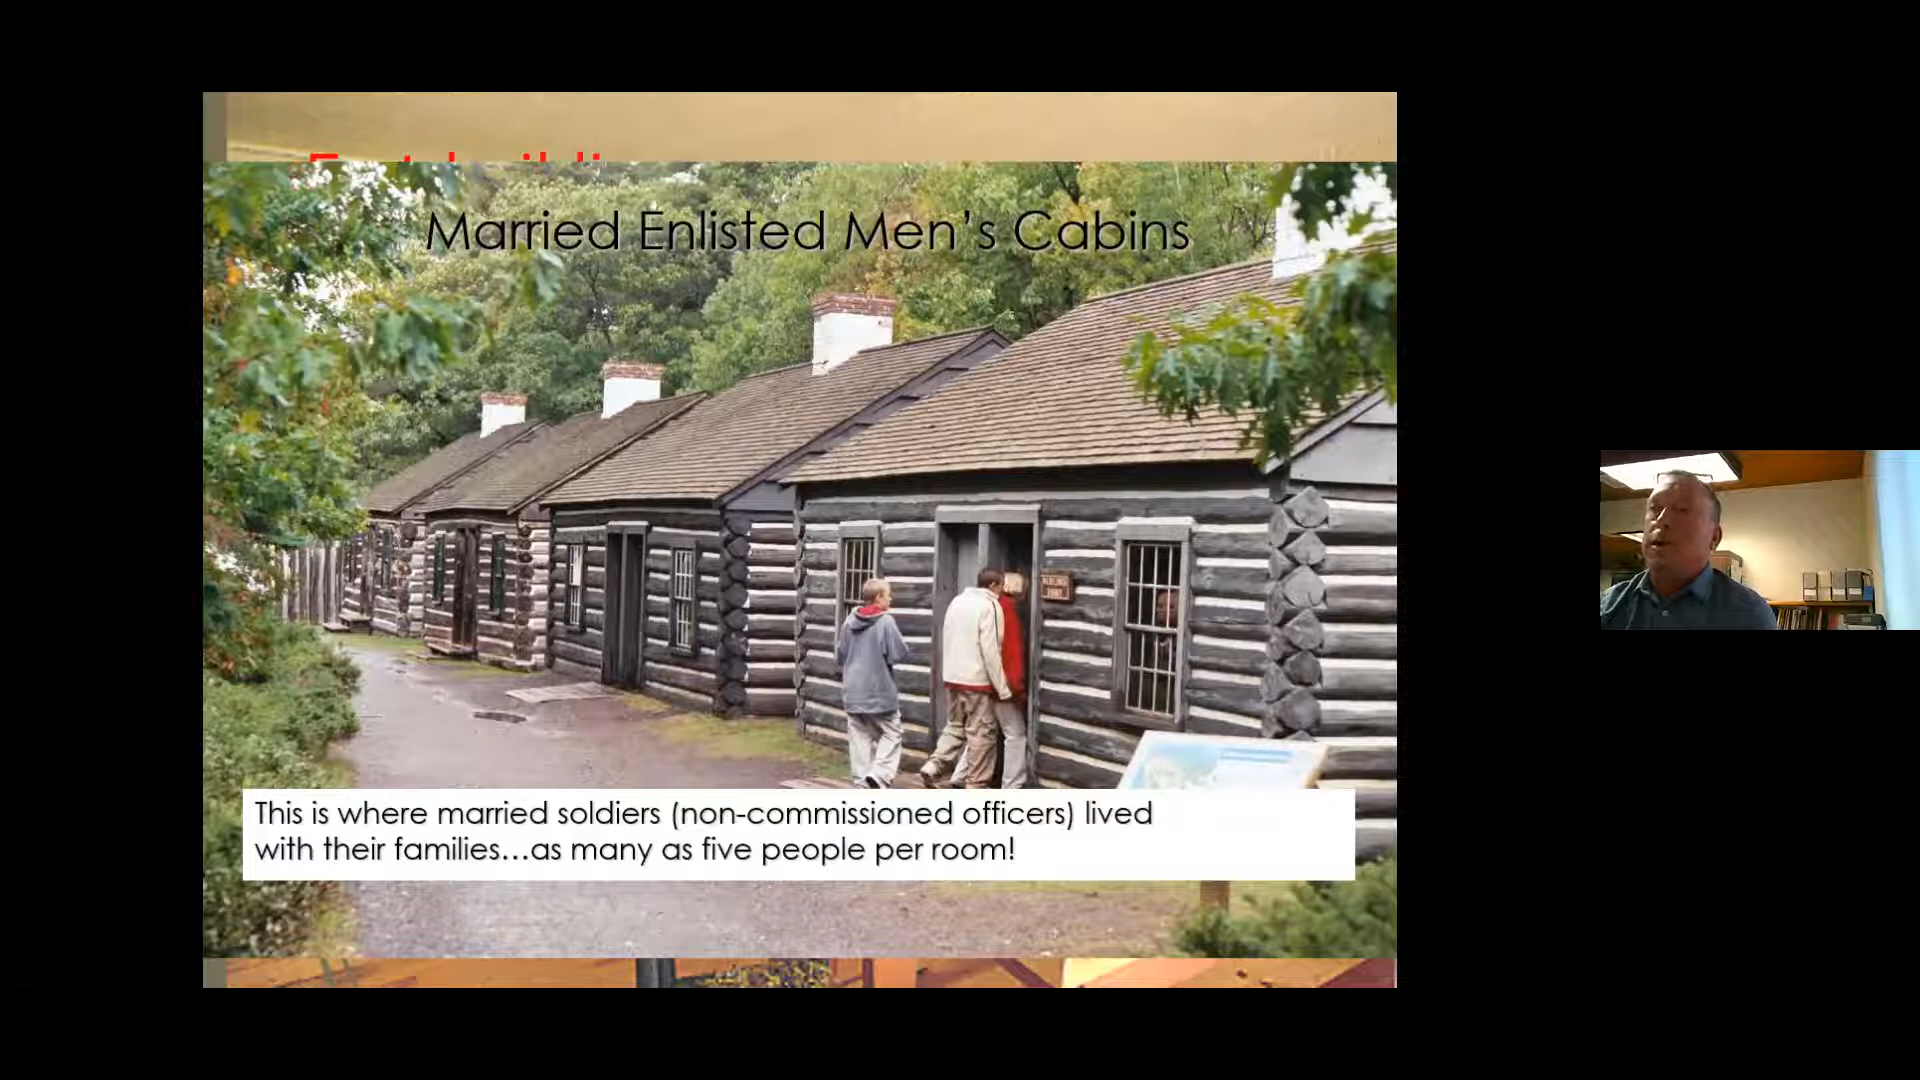 Married Enlisted Men's Cabins
This is where married soldiers (non-commissioned officers) lived
with their families...as many as five people per room!